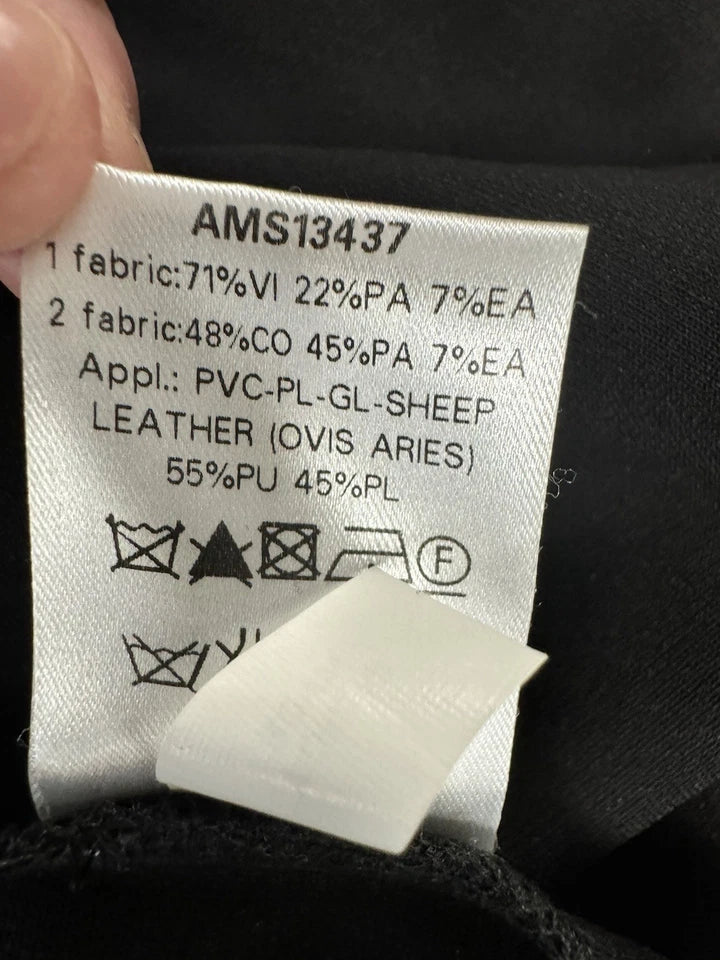 AMS13437
1 fabric:71%VI 22%PA 7%EA
2 fabric:48%CO 45%PA 7%EA
Appl.: PVC-PL-GL-SHEEP
LEATHER (OVIS ARIES)
55%PU 45%PL
F